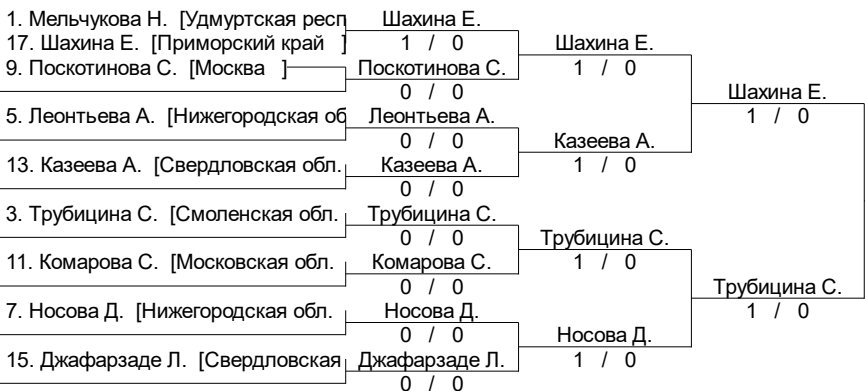 1. Мельчукова Н. [Удмуртская респ
Шахина Е.
17. Шахина Е. [Приморский край ]
1 / 0
Шахина Е.
9. Поскотинова С. [Москва ]
Поскотинова С.
1 / 0
0 / 0
Шахина Е.
5. Леонтьева А. [Нижегородская об
Леонтьева А.
1 / 0
0 / 0
Казеева А.
13. Казеева А. [Свердловская обл.
Казеева А.
1 / 0
0 / 0
3. Трубицина С. [Смоленская обл.
Трубицина С.
0 / 0
Трубицина С.
11. Комарова С. [Московская обл.
Комарова С.
1 / 0
0 / 0
Трубицина С.
7. Носова Д. [Нижегородская обл.
Носова Д.
1 / 0
0 / 0
Носова Д.
15. Джафарзаде Л. [Свердловская
Джафарзаде Л.
1 / 0
0 / 0